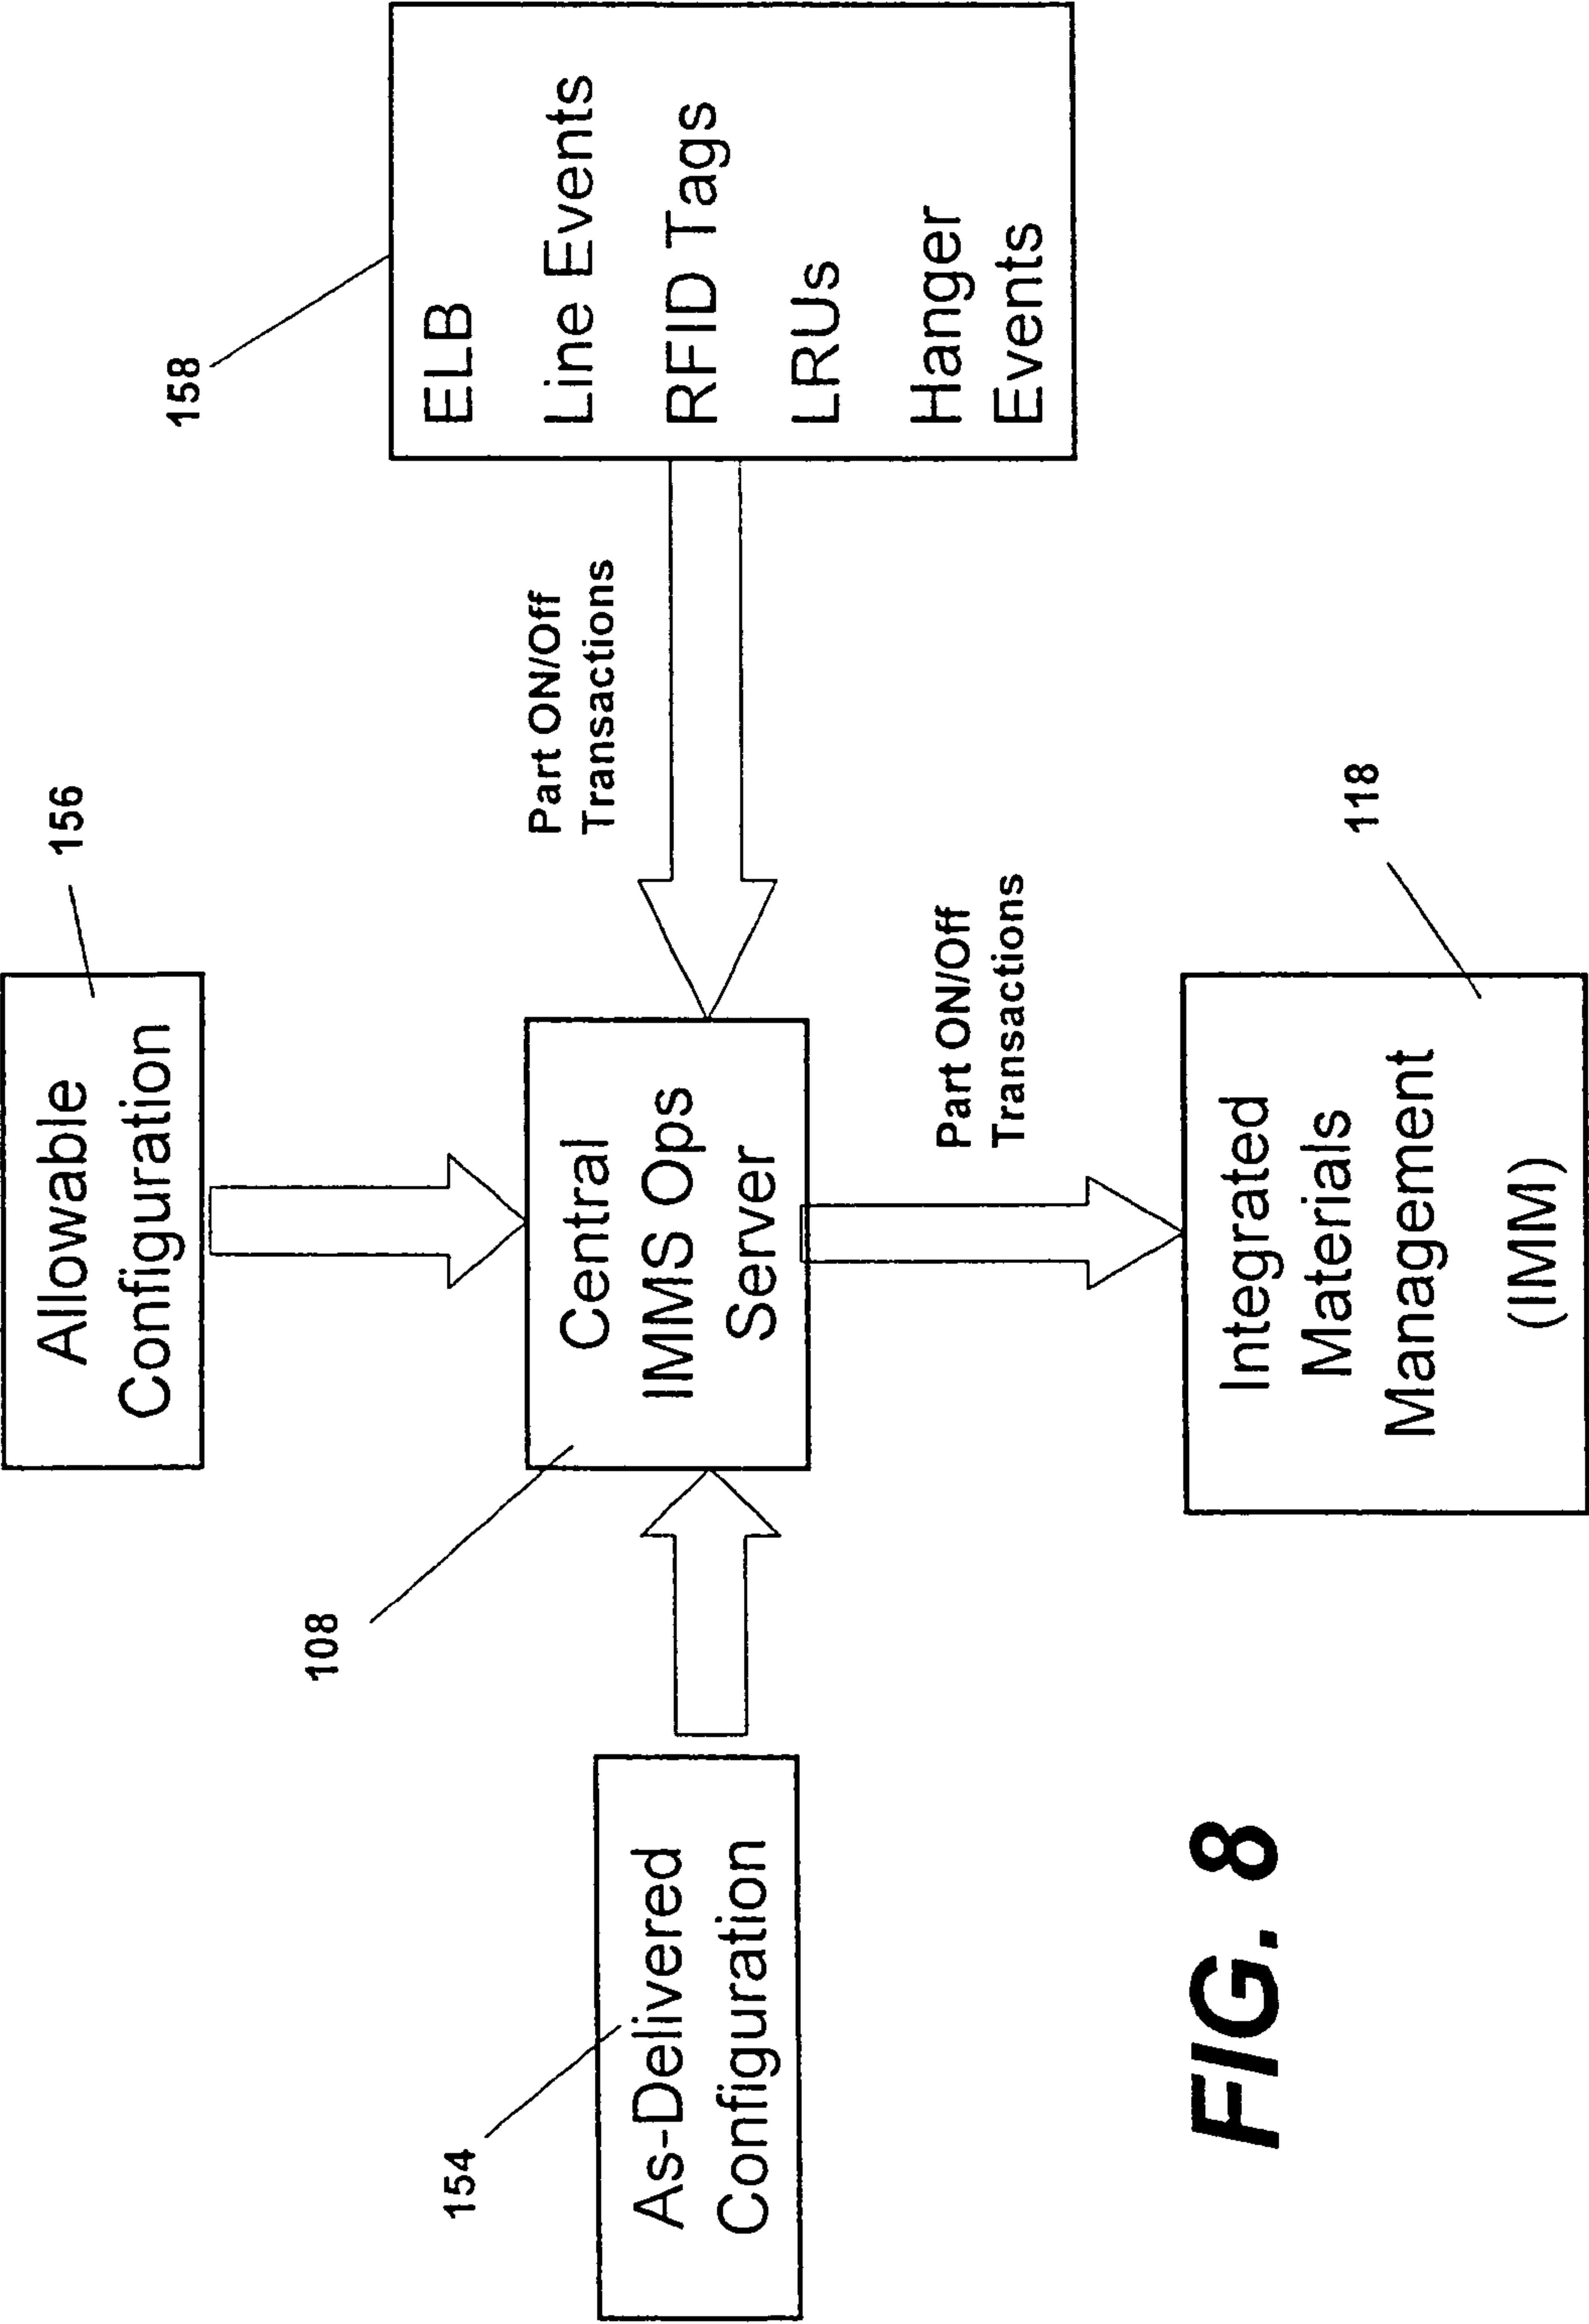 156
Allowable
Configuration
158
108
154
As-Delivered
Configuration
Central
IMMS Ops
Server
Part ON/Off
Transactions
ELB
Line Events
RFID Tags
LRUs
Hanger
Events
Part ON/Off
Transactions
118
Integrated
Materials
Management
(IMM)
FIG. 8